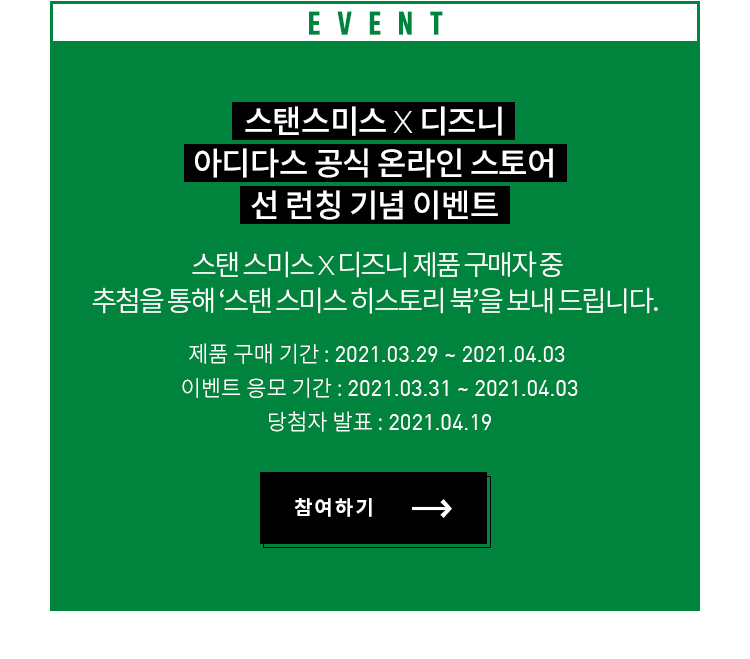 EVENT
스탠스미스 X 디즈니
아디다스 공식 온라인 스토어
선 런칭 기념 이벤트
스탠 스미스 X 디즈니 제품 구매자 중
추첨을 통해 ‘스탠 스미스 히스토리 북’을 보내 드립니다.
제품 구매 기간 : 2021.03.29 ~ 2021.04.03
이벤트 응모 기간 : 2021.03.31 ~ 2021.04.03
당첨자 발표 : 2021.04.19
참여하기